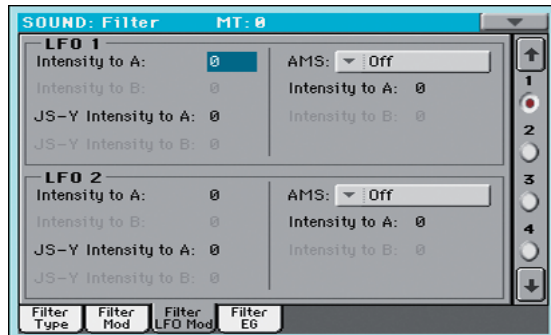 SOUND: Filter MT: 0
LFO 1
Intensity to A: 0
AMS: Off
Intensity to B: 0
Intensity to A: 0
JS-Y Intensity to A: 0
Intensity to B: 0
JS-Y Intensity to B: 0
LFO 2
Intensity to A: 0
AMS: Off
Intensity to B: 0
Intensity to A: 0
JS-Y Intensity to A: 0
Intensity to B: 0
JS-Y Intensity to B: 0
1
2
3
4
Filter Type
Filter Mod
Filter LFO Mod
Filter EG